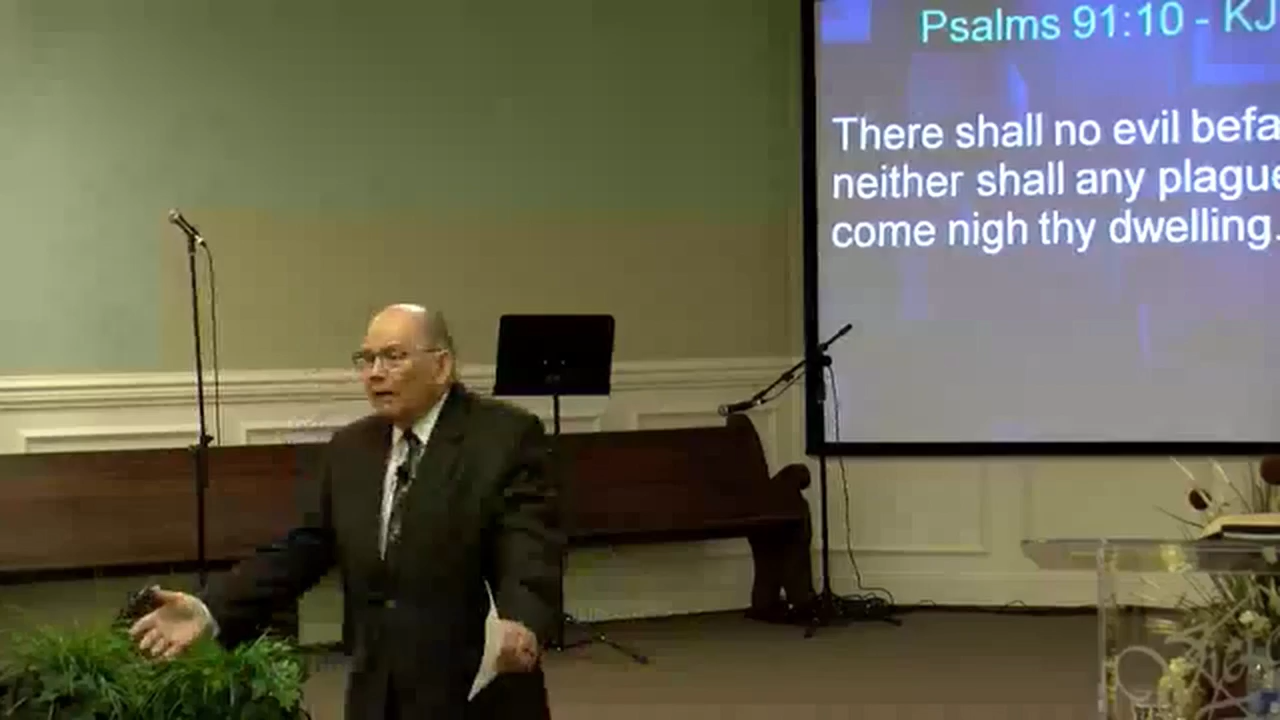 Psalms 91:10 - KJ
There shall no evil befa
neither shall any plague
come nigh thy dwelling.